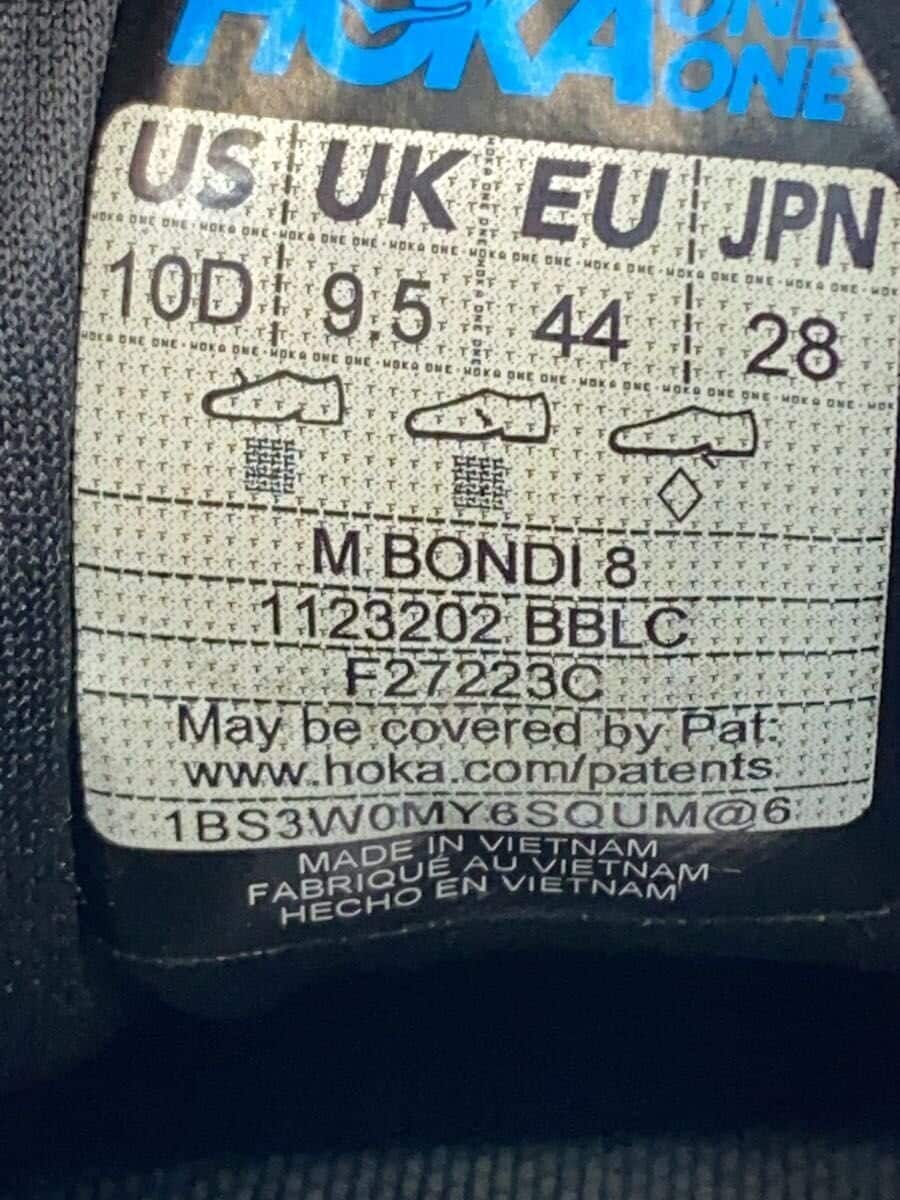 HOKA ONE ONE
US UK EU JPN
10D 9.5 44 28
M BONDI 8
1123202 BBLC
F27223C
May be covered by Pat:
www.hoka.com/patents
1BS3W0MY6SQUM@6
MADE IN VIETNAM
FABRIQUÉ AU VIETNAM
HECHO EN VIETNAM